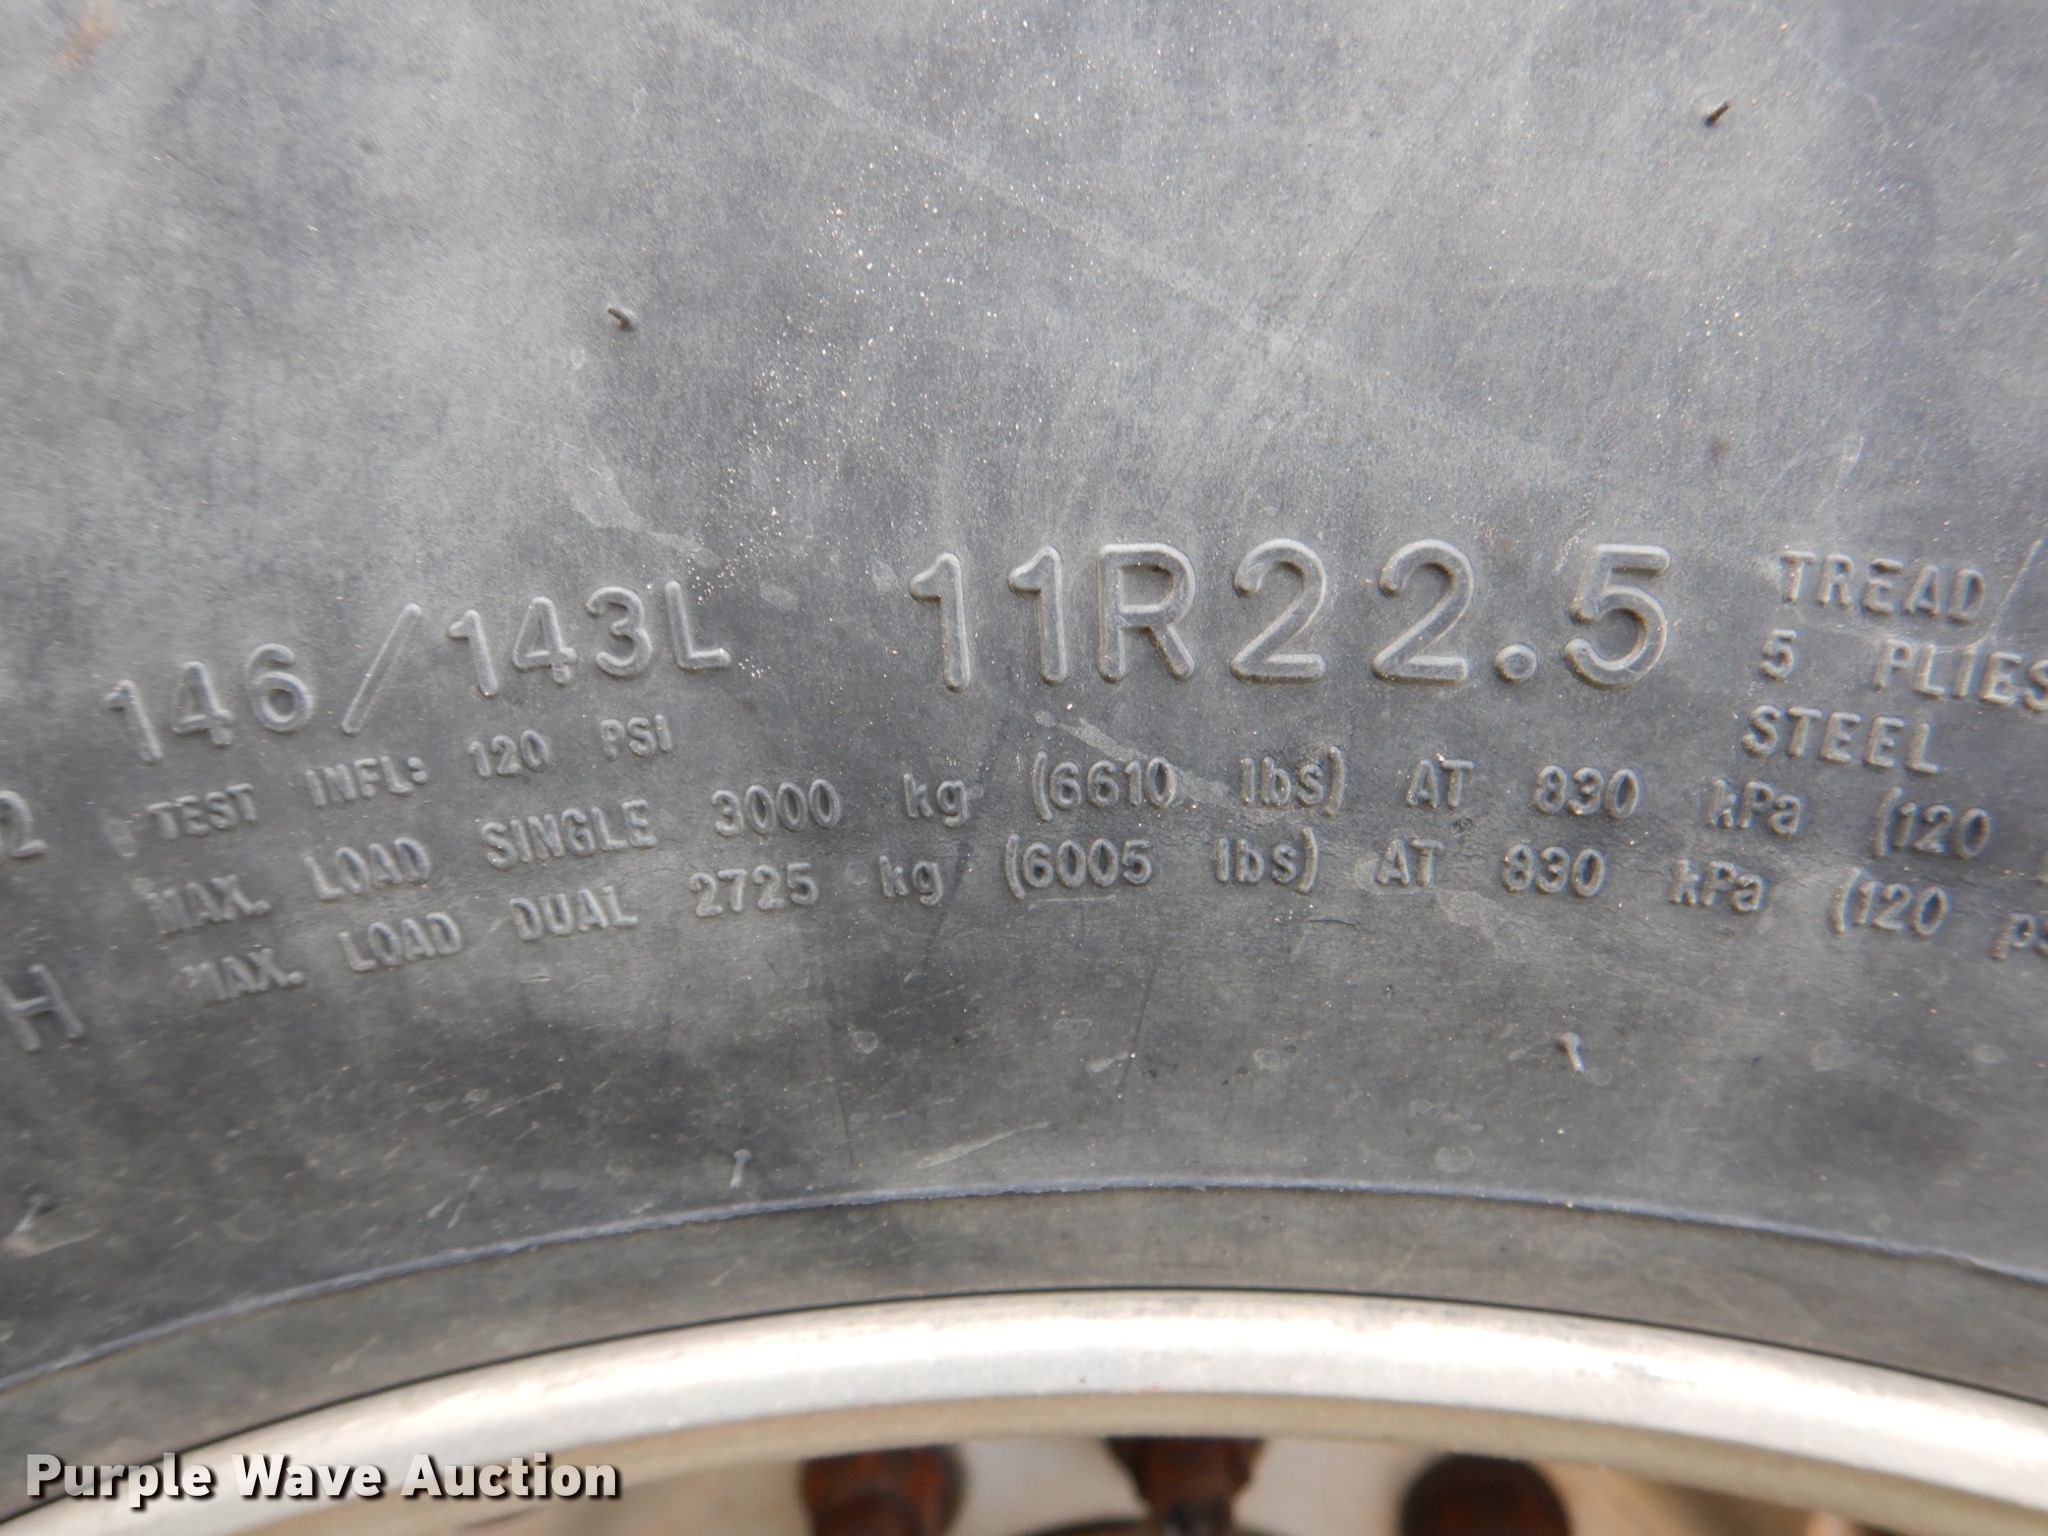 146/143L 11R22.5 TREAD
5 PLIES
STEEL
TEST INFL: 120 PSI
MAX. LOAD SINGLE 3000 kg (6610 lbs) AT 830 kPa (120
MAX. LOAD DUAL 2725 kg (6005 lbs) AT 830 kPa (120
H
Purple Wave Auction